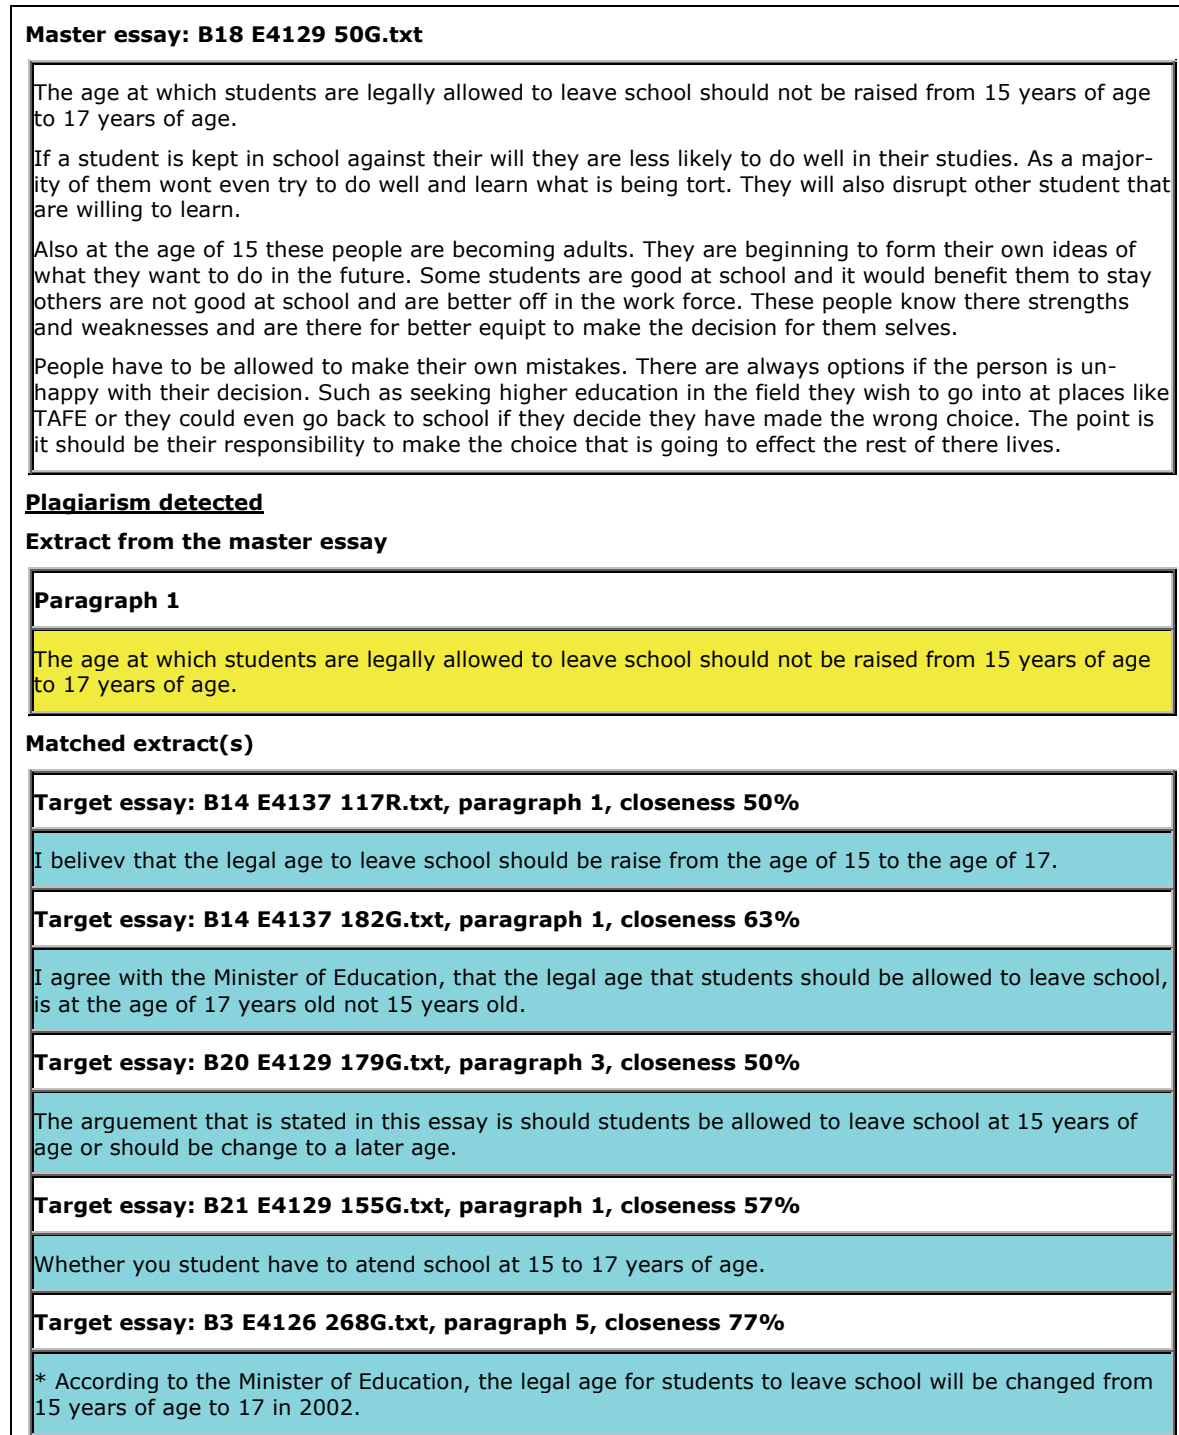 Master essay: B18 E4129 50G.txt
The age at which students are legally allowed to leave school should not be raised from 15 years of age
to 17 years of age.
If a student is kept in school against their will they are less likely to do well in their studies. As a major-
ity of them wont even try to do well and learn what is being tort. They will also disrupt other student that
are willing to learn.
Also at the age of 15 these people are becoming adults. They are beginning to form their own ideas of
what they want to do in the future. Some students are good at school and it would benefit them to stay
others are not good at school and are better off in the work force. These people know there strengths
and weaknesses and are there for better equipt to make the decision for them selves.
People have to be allowed to make their own mistakes. There are always options if the person is un-
happy with their decision. Such as seeking higher education in the field they wish to go into at places like
TAFE or they could even go back to school if they decide they have made the wrong choice. The point is
it should be their responsibility to make the choice that is going to effect the rest of there lives.
Plagiarism detected
Extract from the master essay
Paragraph 1
The age at which students are legally allowed to leave school should not be raised from 15 years of age
to 17 years of age.
Matched extract(s)
Target essay: B14 E4137 117R.txt, paragraph 1, closeness 50%
I belivev that the legal age to leave school should be raise from the age of 15 to the age of 17.
Target essay: B14 E4137 182G.txt, paragraph 1, closeness 63%
I agree with the Minister of Education, that the legal age that students should be allowed to leave school,
is at the age of 17 years old not 15 years old.
Target essay: B20 E4129 179G.txt, paragraph 3, closeness 50%
The arguement that is stated in this essay is should students be allowed to leave school at 15 years of
age or should be change to a later age.
Target essay: B21 E4129 155G.txt, paragraph 1, closeness 57%
Whether you student have to atend school at 15 to 17 years of age.
Target essay: B3 E4126 268G.txt, paragraph 5, closeness 77%
* According to the Minister of Education, the legal age for students to leave school will be changed from
15 years of age to 17 in 2002.